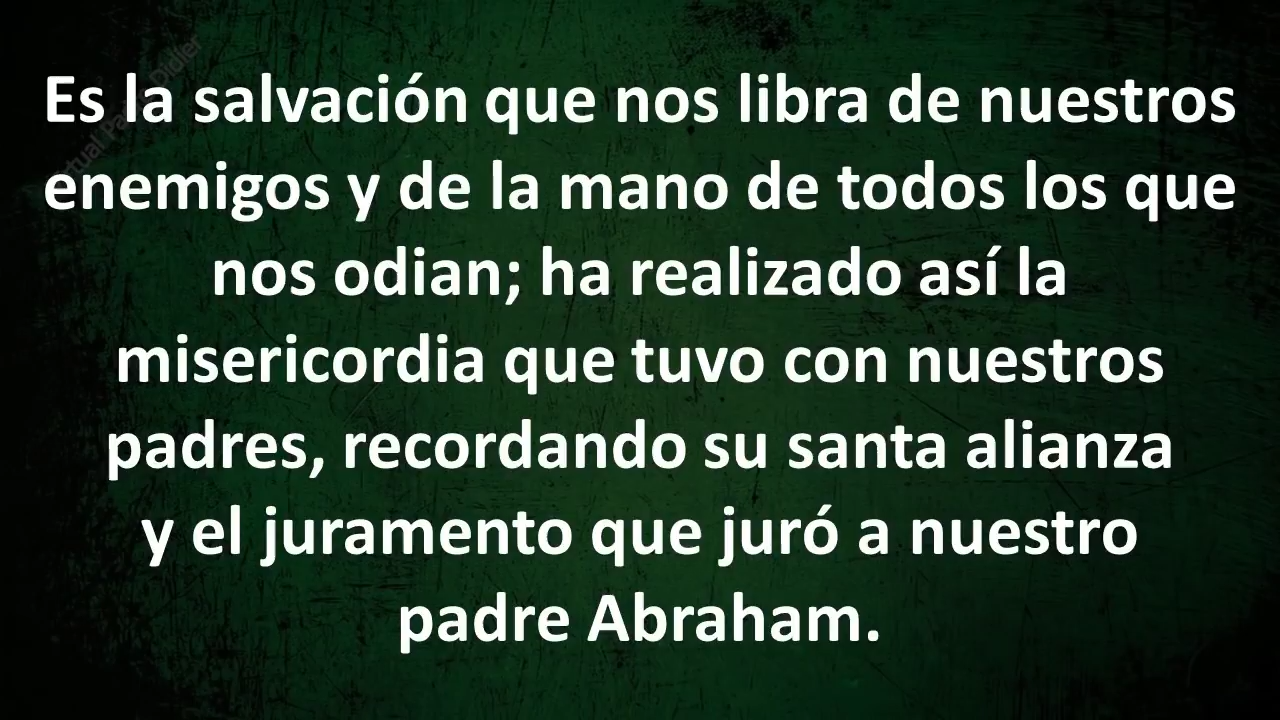 Es la salvación que nos libra de nuestros
enemigos y de la mano de todos los que
nos odian; ha realizado así la
misericordia que tuvo con nuestros
padres, recordando su santa alianza
y el juramento que juró a nuestro
padre Abraham.